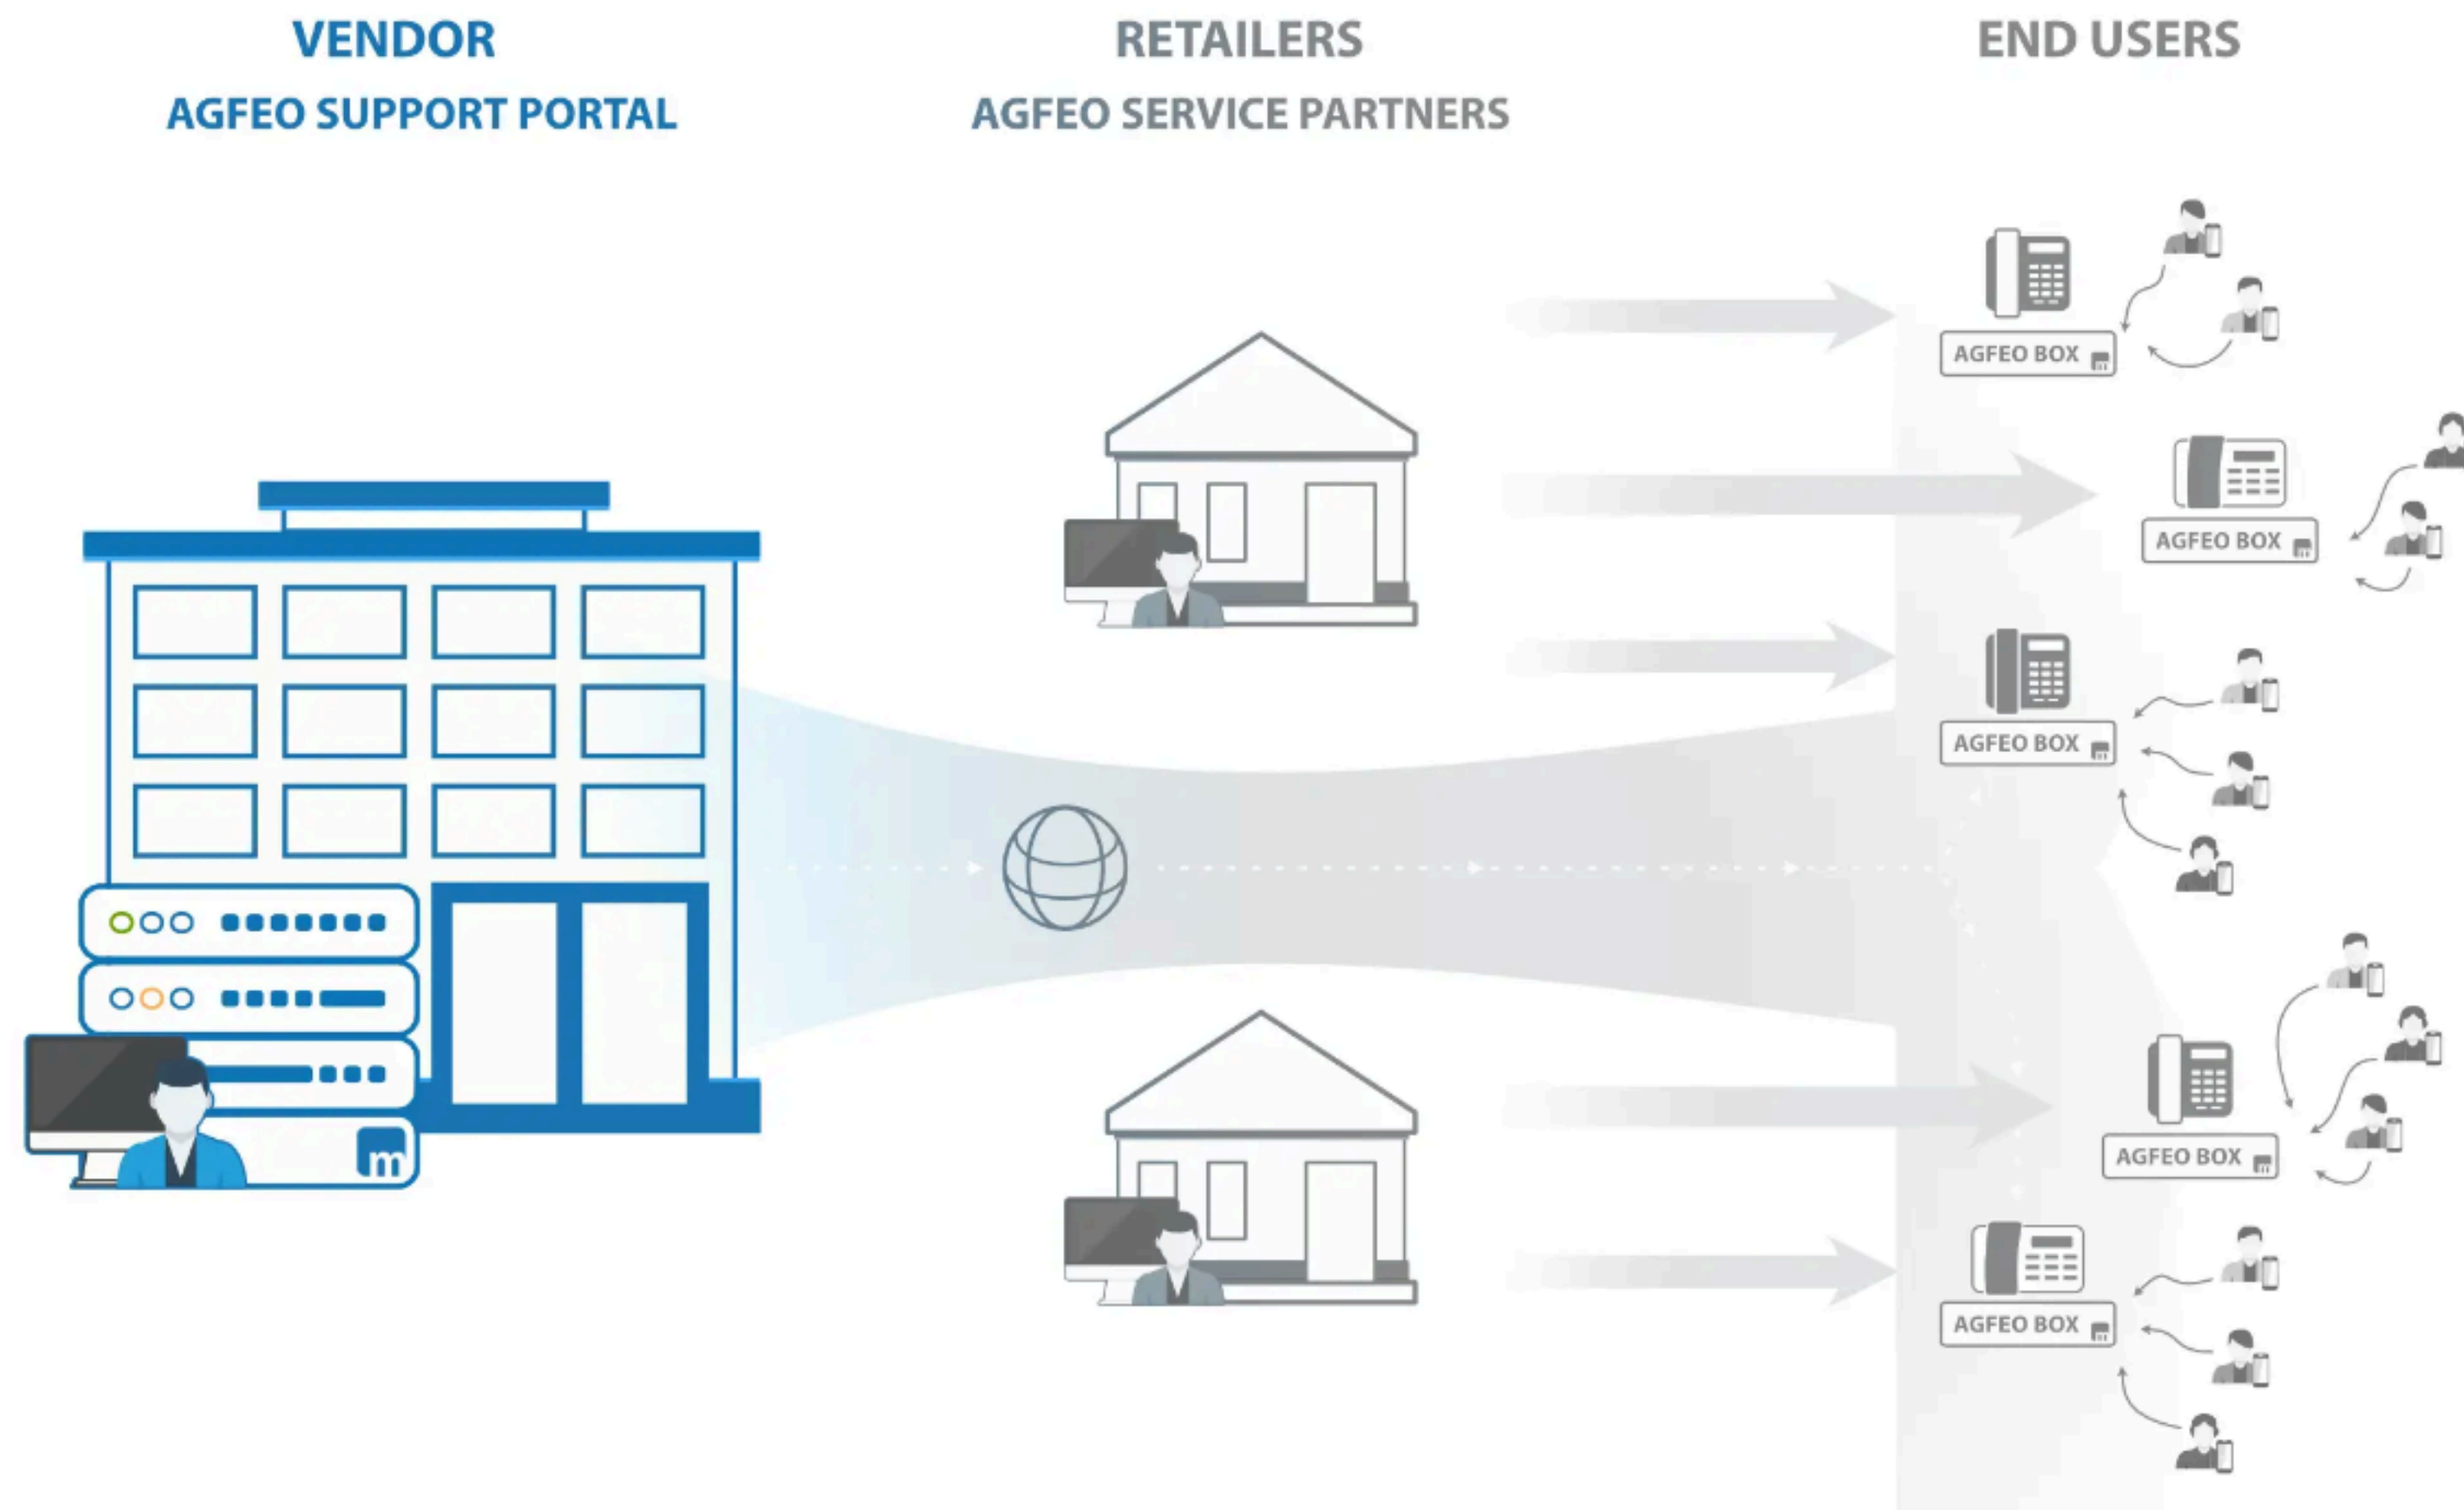 VENDOR
AGFEO SUPPORT PORTAL
RETAILERS
AGFEO SERVICE PARTNERS
END USERS
AGFEO BOX
AGFEO BOX
AGFEO BOX
AGFEO BOX
AGFEO BOX
m